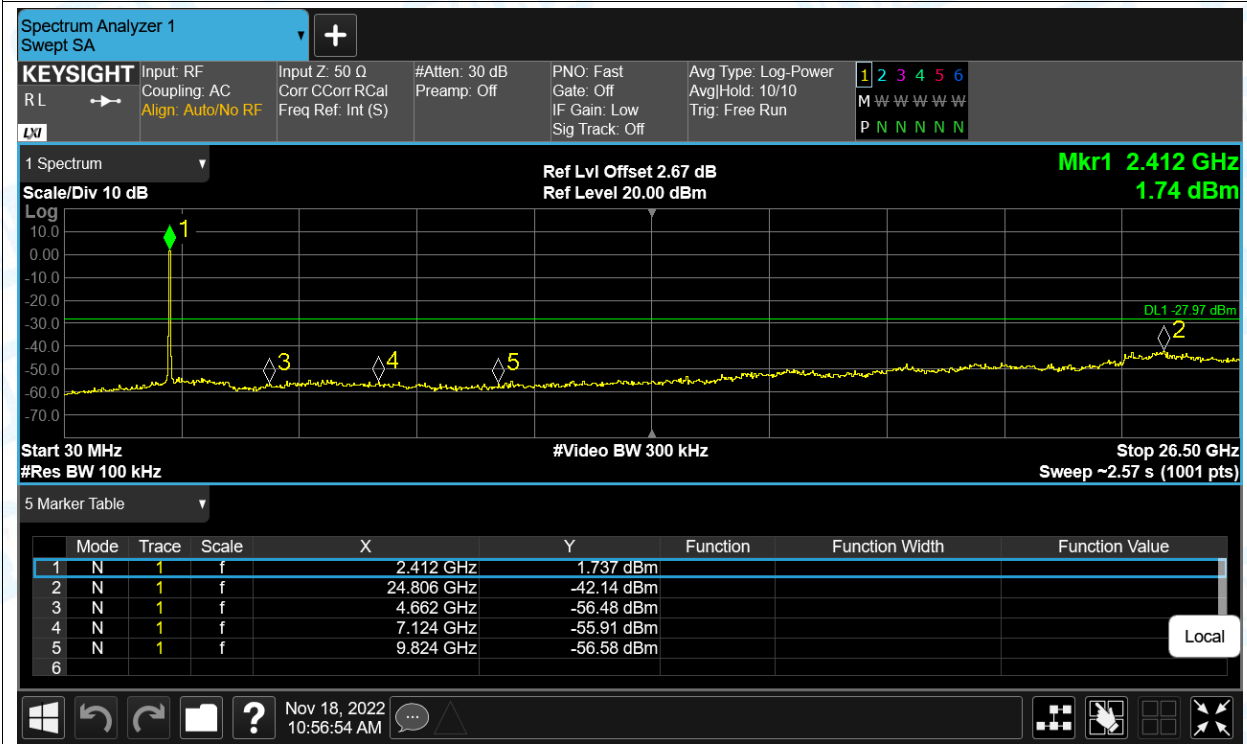 Spectrum Analyzer 1
Swept SA
KEYSIGHT
R L
LXI
Input: RF
Coupling: AC
Align: Auto/No RF
Input Z: 50 Ω
Corr CCorr RCal
Freq Ref: Int (S)
#Atten: 30 dB
Preamp: Off
PNO: Fast
Gate: Off
IF Gain: Low
Sig Track: Off
Avg Type: Log-Power
Avg|Hold: 10/10
Trig: Free Run
1 2 3 4 5 6
M W W W W W
P N N N N N
1 Spectrum
Scale/Div 10 dB
Ref Lvl Offset 2.67 dB
Ref Level 20.00 dBm
Mkr1 2.412 GHz
1.74 dBm
Log
10.0
0.00
-10.0
-20.0
-30.0
-40.0
-50.0
-60.0
-70.0
1
DL1 -27.97 dBm
2
3
4
5
Start 30 MHz
#Video BW 300 kHz
Stop 26.50 GHz
#Res BW 100 kHz
Sweep ~2.57 s (1001 pts)
5 Marker Table
Mode Trace Scale X Y Function Function Width Function Value
1 N 1 f 2.412 GHz 1.737 dBm
2 N 1 f 24.806 GHz -42.14 dBm
3 N 1 f 4.662 GHz -56.48 dBm
4 N 1 f 7.124 GHz -55.91 dBm
5 N 1 f 9.824 GHz -56.58 dBm
6
Local
?
Nov 18, 2022
10:56:54 AM